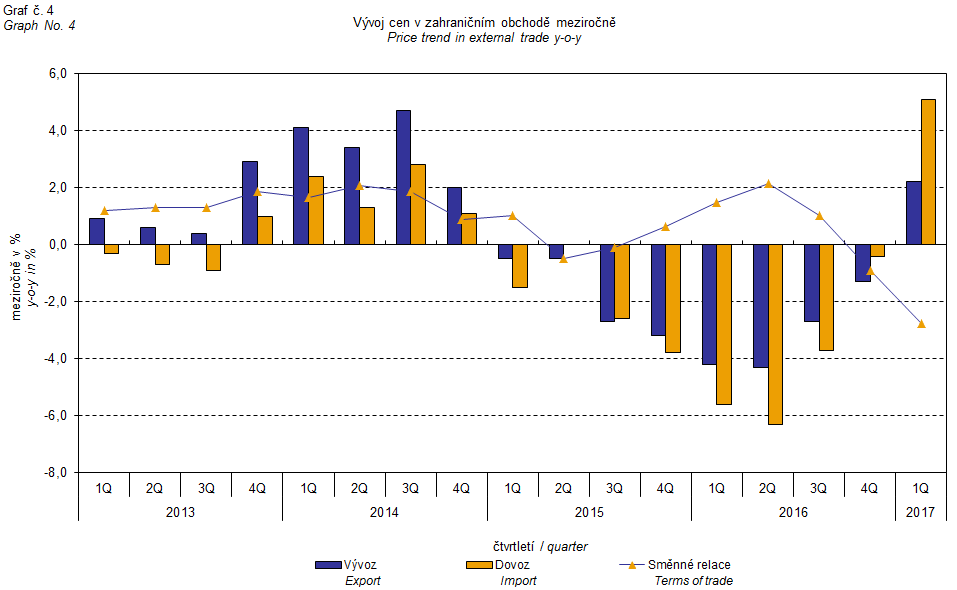 Graf č. 4
Graph No. 4
Vývoj cen v zahraničním obchodě meziročně
Price trend in external trade y-o-y
meziročně v %
y-o-y in %
6,0
4,0
2,0
0,0
-2,0
-4,0
-6,0
-8,0
1Q 2Q 3Q 4Q 1Q 2Q 3Q 4Q 1Q 2Q 3Q 4Q 1Q 2Q 3Q 4Q 1Q
2013 2014 2015 2016 2017
čtvrtletí / quarter
Vývoz Dovoz Směnné relace
Export Import Terms of trade